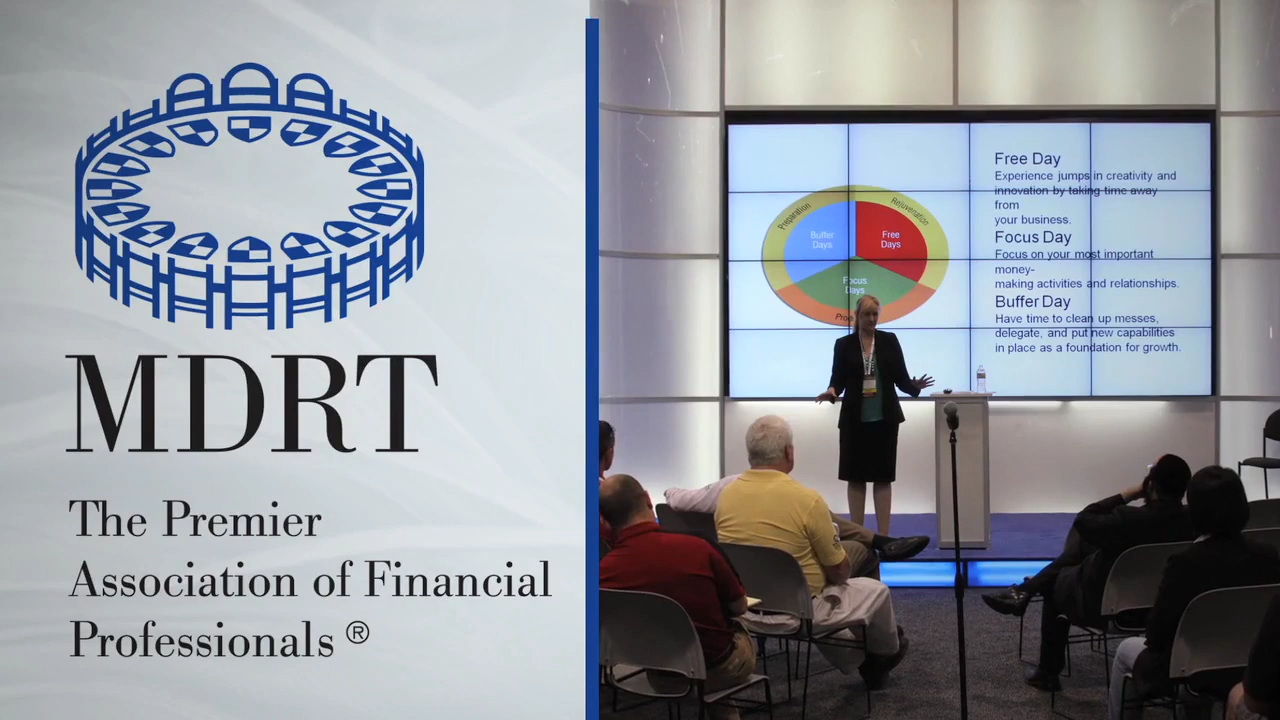 MDRT
The Premier
Association of Financial
Professionals ®
Preparation
Rejuvenation
Buffer
Days
Free
Days
Focus
Days
Free Day
Experience jumps in creativity and
innovation by taking time away
from
your business.
Focus Day
Focus on your most important
money-
making activities and relationships.
Buffer Day
Have time to clean up messes,
delegate, and put new capabilities
in place as a foundation for growth.